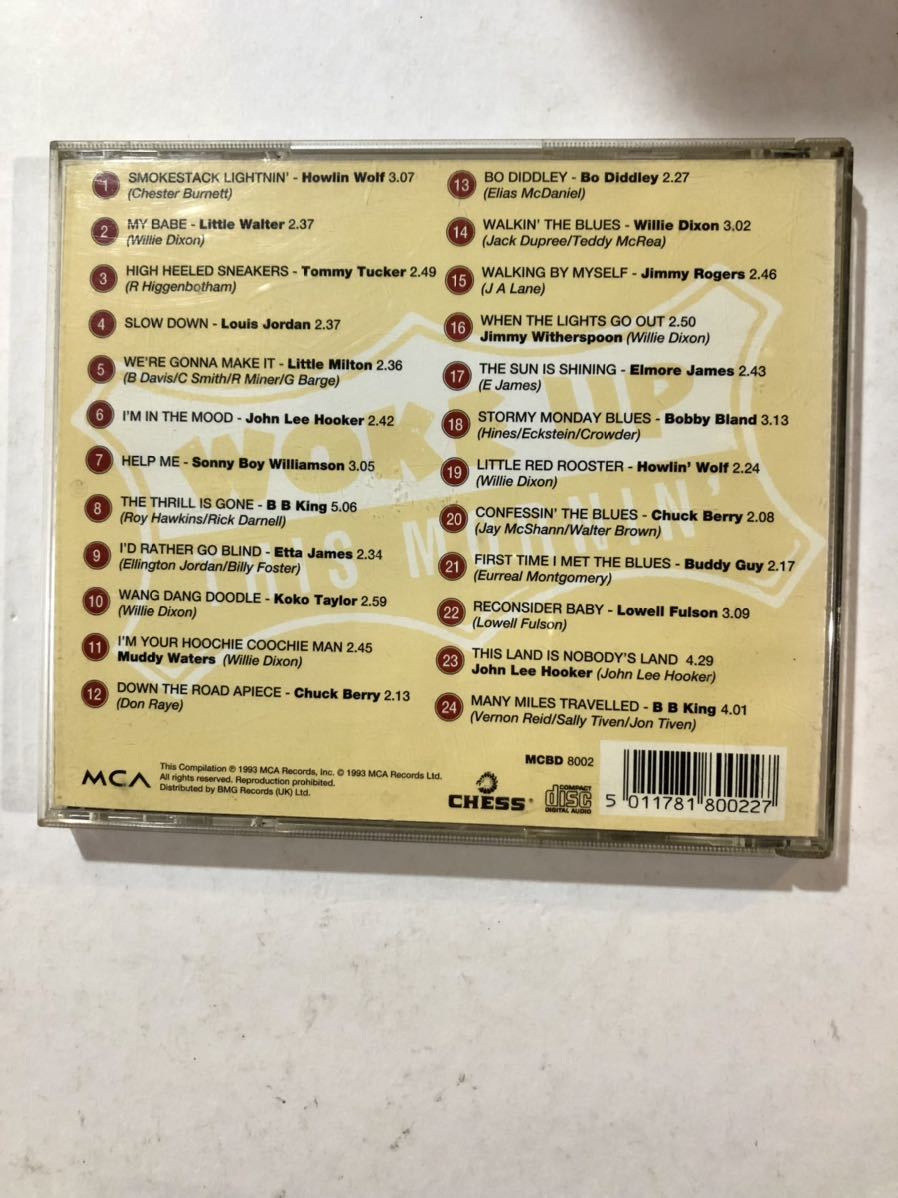 1 SMOKESTACK LIGHTNIN' - Howlin Wolf 3.07
(Chester Burnett)
2 MY BABE - Little Walter 2.37
(Willie Dixon)
3 HIGH HEELED SNEAKERS - Tommy Tucker 2.49
(R Higgenbotham)
4 SLOW DOWN - Louis Jordan 2.37
5 WE'RE GONNA MAKE IT - Little Milton 2.36
(B Davis/C Smith/R Miner/G Barge)
6 I'M IN THE MOOD - John Lee Hooker 2.42
7 HELP ME - Sonny Boy Williamson 3.05
8 THE THRILL IS GONE - B B King 5.06
(Roy Hawkins/Rick Darnell)
9 I'D RATHER GO BLIND - Etta James 2.34
(Ellington Jordan/Billy Foster)
10 WANG DANG DOODLE - Koko Taylor 2.59
(Willie Dixon)
11 I'M YOUR HOOCHIE COOCHIE MAN 2.45
Muddy Waters (Willie Dixon)
12 DOWN THE ROAD APIECE - Chuck Berry 2.13
(Don Raye)
13 BO DIDDLEY - Bo Diddley 2.27
(Elias McDaniel)
14 WALKIN' THE BLUES - Willie Dixon 3.02
(Jack Dupree/Teddy McRea)
15 WALKING BY MYSELF - Jimmy Rogers 2.46
(J A Lane)
16 WHEN THE LIGHTS GO OUT 2.50
Jimmy Witherspoon (Willie Dixon)
17 THE SUN IS SHINING - Elmore James 2.43
(E James)
18 STORMY MONDAY BLUES - Bobby Bland 3.13
(Hines/Eckstein/Crowder)
19 LITTLE RED ROOSTER - Howlin' Wolf 2.24
(Willie Dixon)
20 CONFESSIN' THE BLUES - Chuck Berry 2.08
(Jay McShann/Walter Brown)
21 FIRST TIME I MET THE BLUES - Buddy Guy 2.17
(Eurreal Montgomery)
22 RECONSIDER BABY - Lowell Fulson 3.09
(Lowell Fulson)
23 THIS LAND IS NOBODY'S LAND 4.29
John Lee Hooker (John Lee Hooker)
24 MANY MILES TRAVELLED - B B King 4.01
(Vernon Reid/Sally Tiven/Jon Tiven)
WOKE UP
THIS MORNIN'
MCA
This Compilation ℗ 1993 MCA Records, Inc. © 1993 MCA Records Ltd.
All rights reserved. Reproduction prohibited.
Distributed by BMG Records (UK) Ltd.
CHESS®
COMPACT
disc
DIGITAL AUDIO
MCBD 8002
5 011781 800227